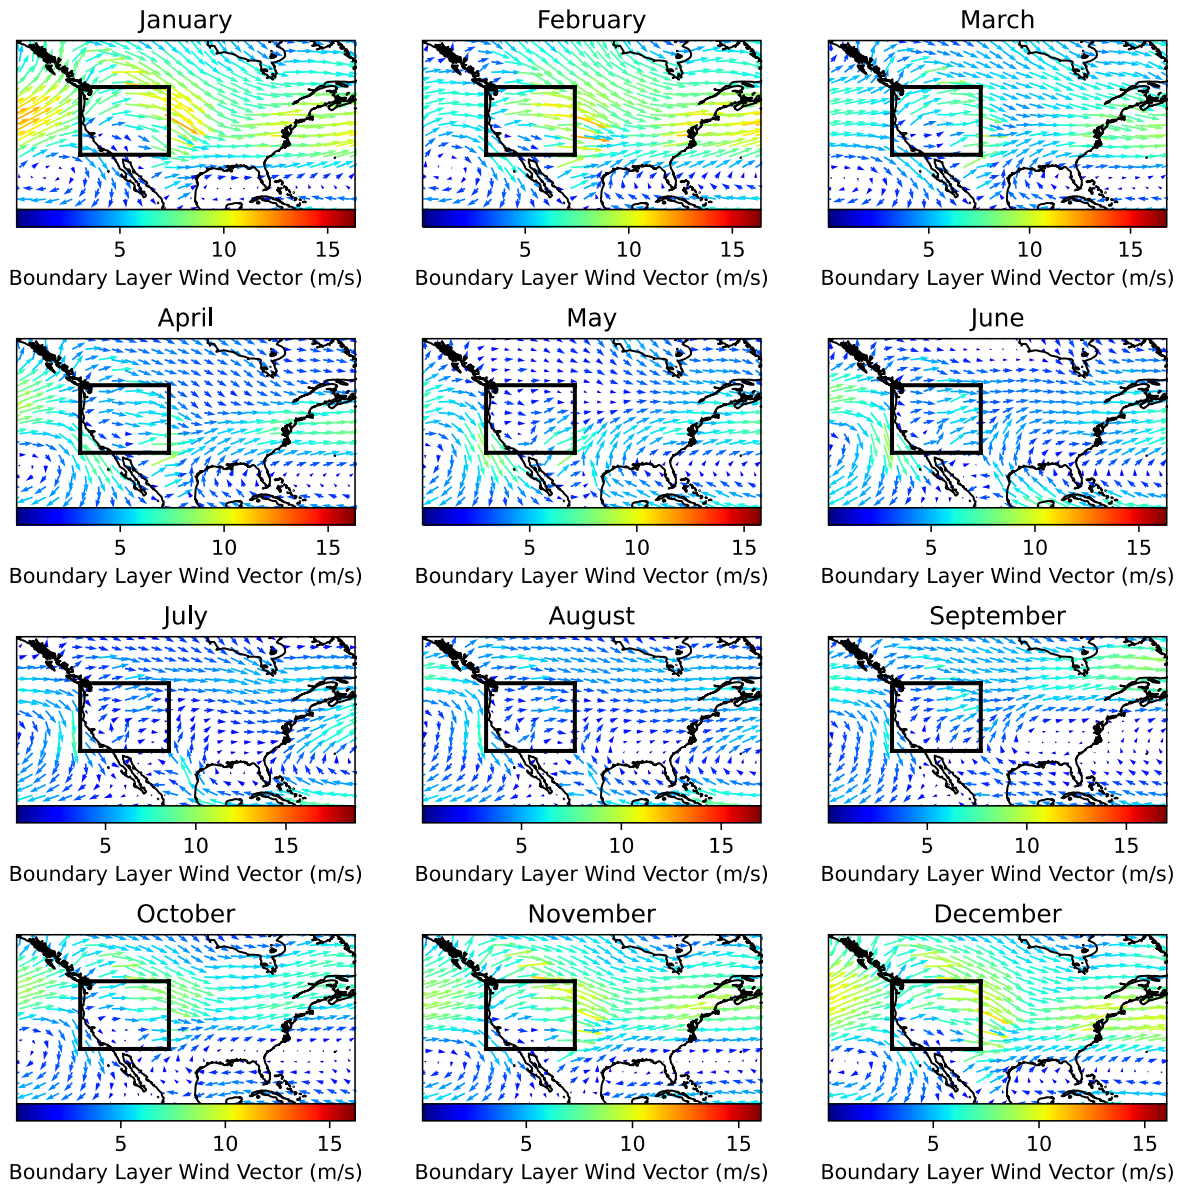 January February March
5 10 15 5 10 15 5 10 15
Boundary Layer Wind Vector (m/s) Boundary Layer Wind Vector (m/s) Boundary Layer Wind Vector (m/s)
April May June
5 10 15 5 10 15 5 10 15
Boundary Layer Wind Vector (m/s) Boundary Layer Wind Vector (m/s) Boundary Layer Wind Vector (m/s)
July August September
5 10 15 5 10 15 5 10 15
Boundary Layer Wind Vector (m/s) Boundary Layer Wind Vector (m/s) Boundary Layer Wind Vector (m/s)
October November December
5 10 15 5 10 15 5 10 15
Boundary Layer Wind Vector (m/s) Boundary Layer Wind Vector (m/s) Boundary Layer Wind Vector (m/s)